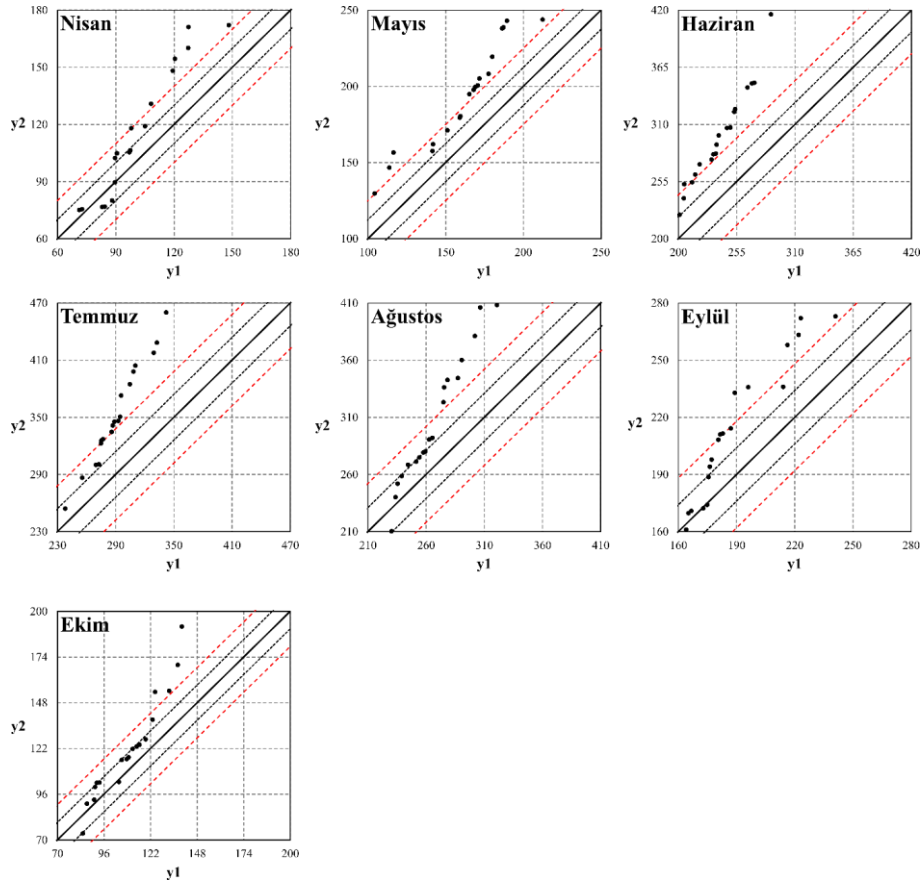 Nisan
y2
180
150
120
90
60
60 90 120 150 180
y1
Mayıs
y2
250
200
150
100
100 150 200 250
y1
Haziran
y2
420
365
310
255
200
200 255 310 365 420
y1
Temmuz
y2
470
410
350
290
230
230 290 350 410 470
y1
Ağustos
y2
410
360
310
260
210
210 260 310 360 410
y1
Eylül
y2
280
250
220
190
160
160 190 220 250 280
y1
Ekim
y2
200
174
148
122
96
70
70 96 122 148 174 200
y1